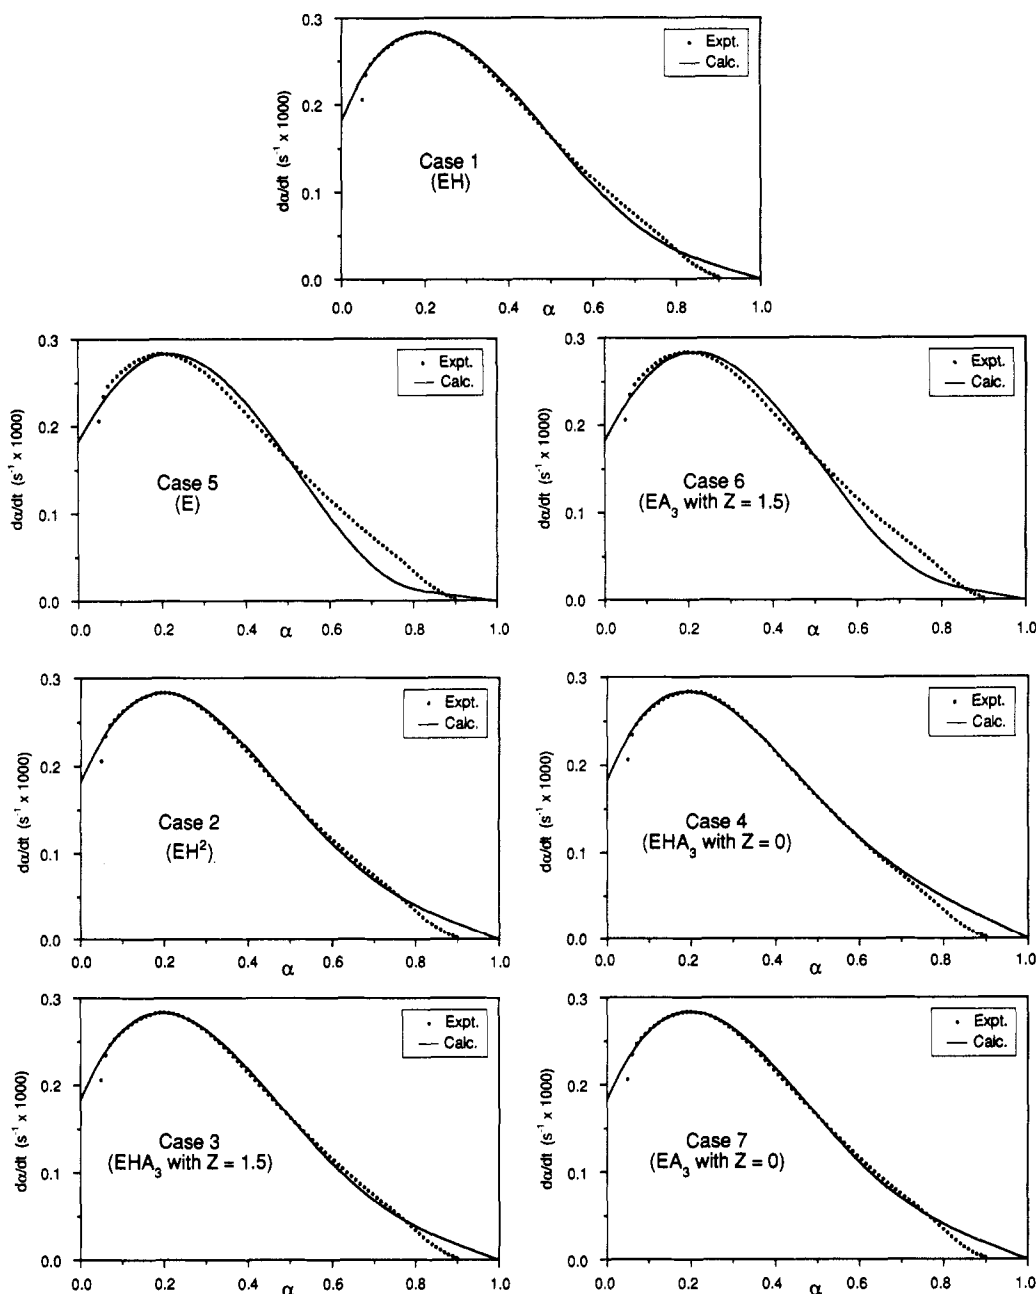 0.3
Expt.
Calc.
0.2
dα/dt (s⁻¹ x 1000)
Case 1
(EH)
0.1
0.0
0.0 0.2 0.4 0.6 0.8 1.0
α
0.3
Expt.
Calc.
0.2
dα/dt (s⁻¹ x 1000)
Case 5
(E)
0.1
0.0
0.0 0.2 0.4 0.6 0.8 1.0
α
0.3
Expt.
Calc.
0.2
dα/dt (s⁻¹ x 1000)
Case 6
(EA₃ with Z = 1.5)
0.1
0.0
0.0 0.2 0.4 0.6 0.8 1.0
α
0.3
Expt.
Calc.
0.2
dα/dt (s⁻¹ x 1000)
Case 2
(EH²)
0.1
0.0
0.0 0.2 0.4 0.6 0.8 1.0
α
0.3
Expt.
Calc.
0.2
dα/dt (s⁻¹ x 1000)
Case 4
(EHA₃ with Z = 0)
0.1
0.0
0.0 0.2 0.4 0.6 0.8 1.0
α
0.3
Expt.
Calc.
0.2
dα/dt (s⁻¹ x 1000)
Case 3
(EHA₃ with Z = 1.5)
0.1
0.0
0.0 0.2 0.4 0.6 0.8 1.0
α
0.3
Expt.
Calc.
0.2
dα/dt (s⁻¹ x 1000)
Case 7
(EA₃ with Z = 0)
0.1
0.0
0.0 0.2 0.4 0.6 0.8 1.0
α